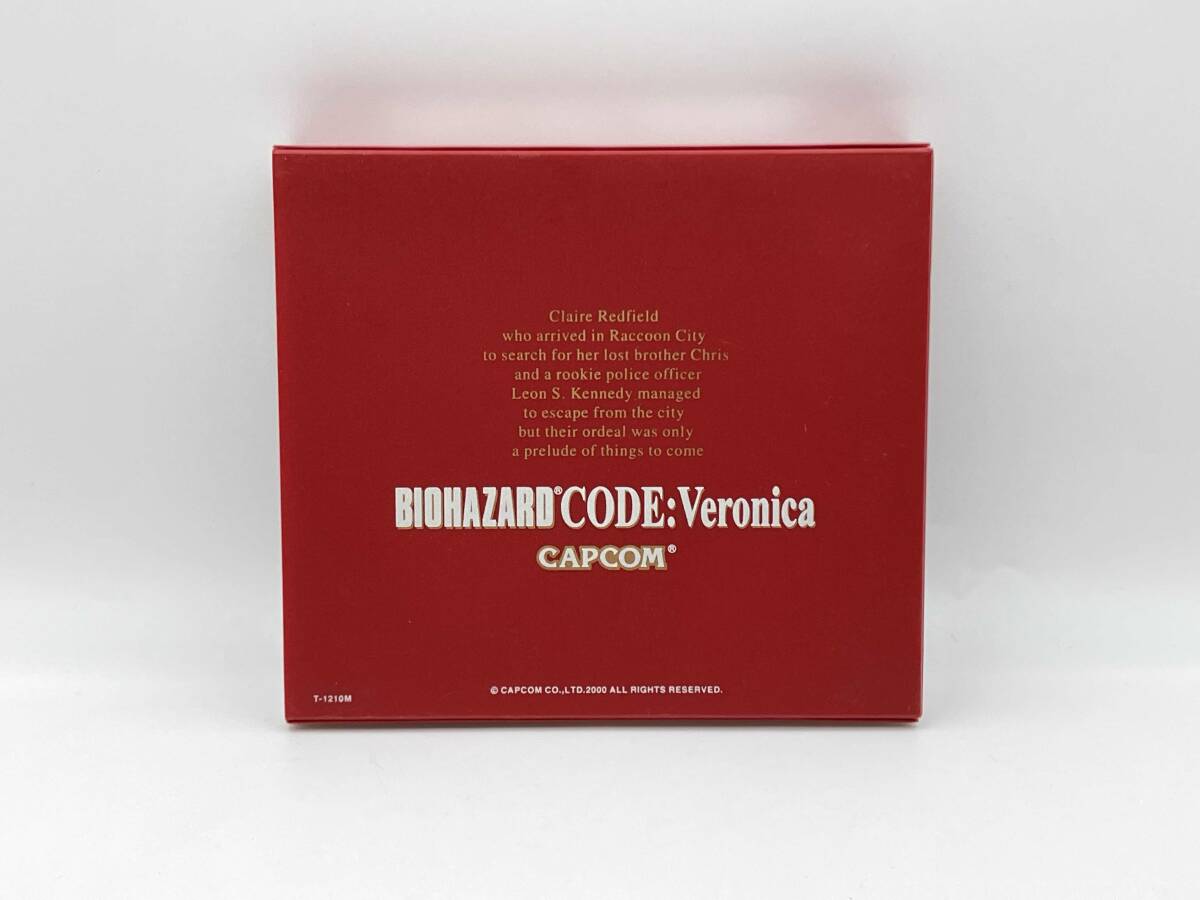 Claire Redfield
who arrived in Raccoon City
to search for her lost brother Chris
and a rookie police officer
Leon S. Kennedy managed
to escape from the city
but their ordeal was only
a prelude of things to come
BIOHAZARD® CODE: Veronica
CAPCOM®
T-1210M
© CAPCOM CO.,LTD.2000 ALL RIGHTS RESERVED.